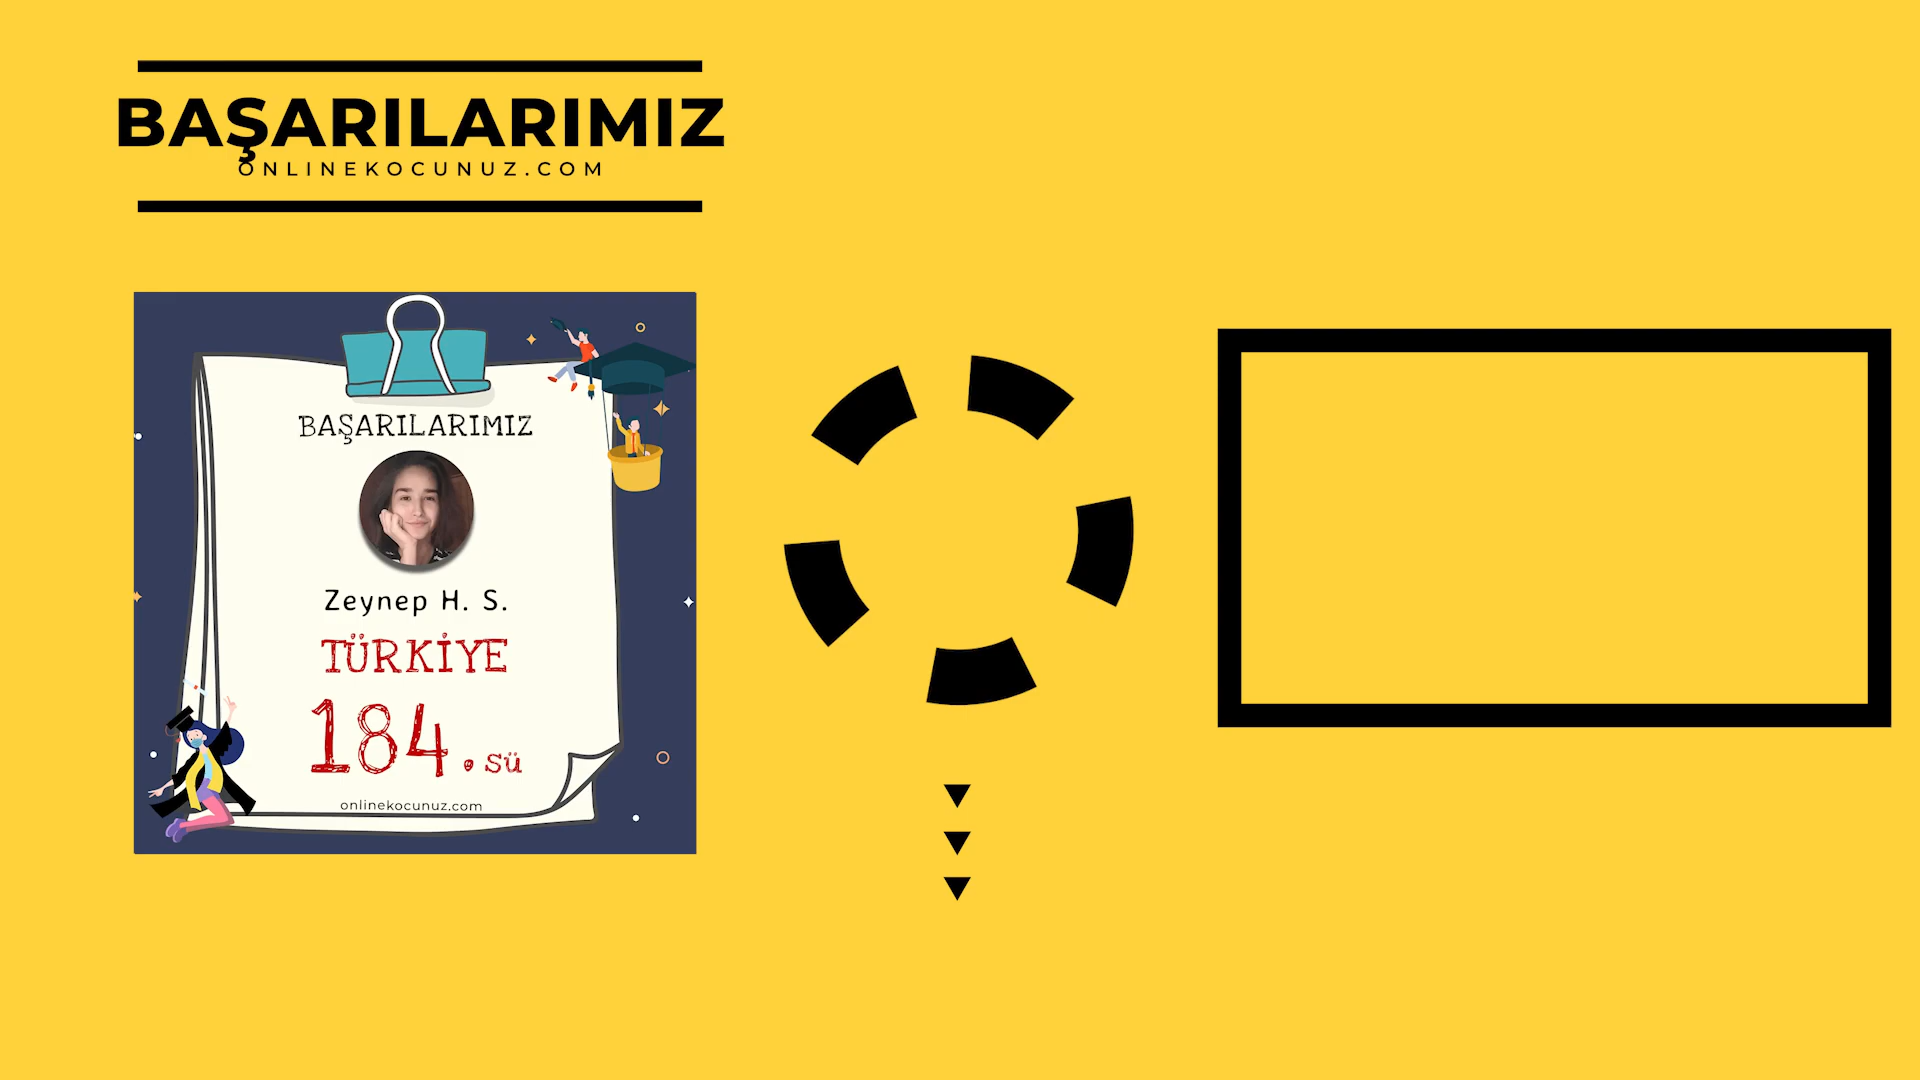 BAŞARILARIMIZ
ONLINEKOCUNUZ.COM
BAŞARILARIMIZ
Zeynep H. S.
TÜRKİYE
184.sü
onlinekocunuz.com